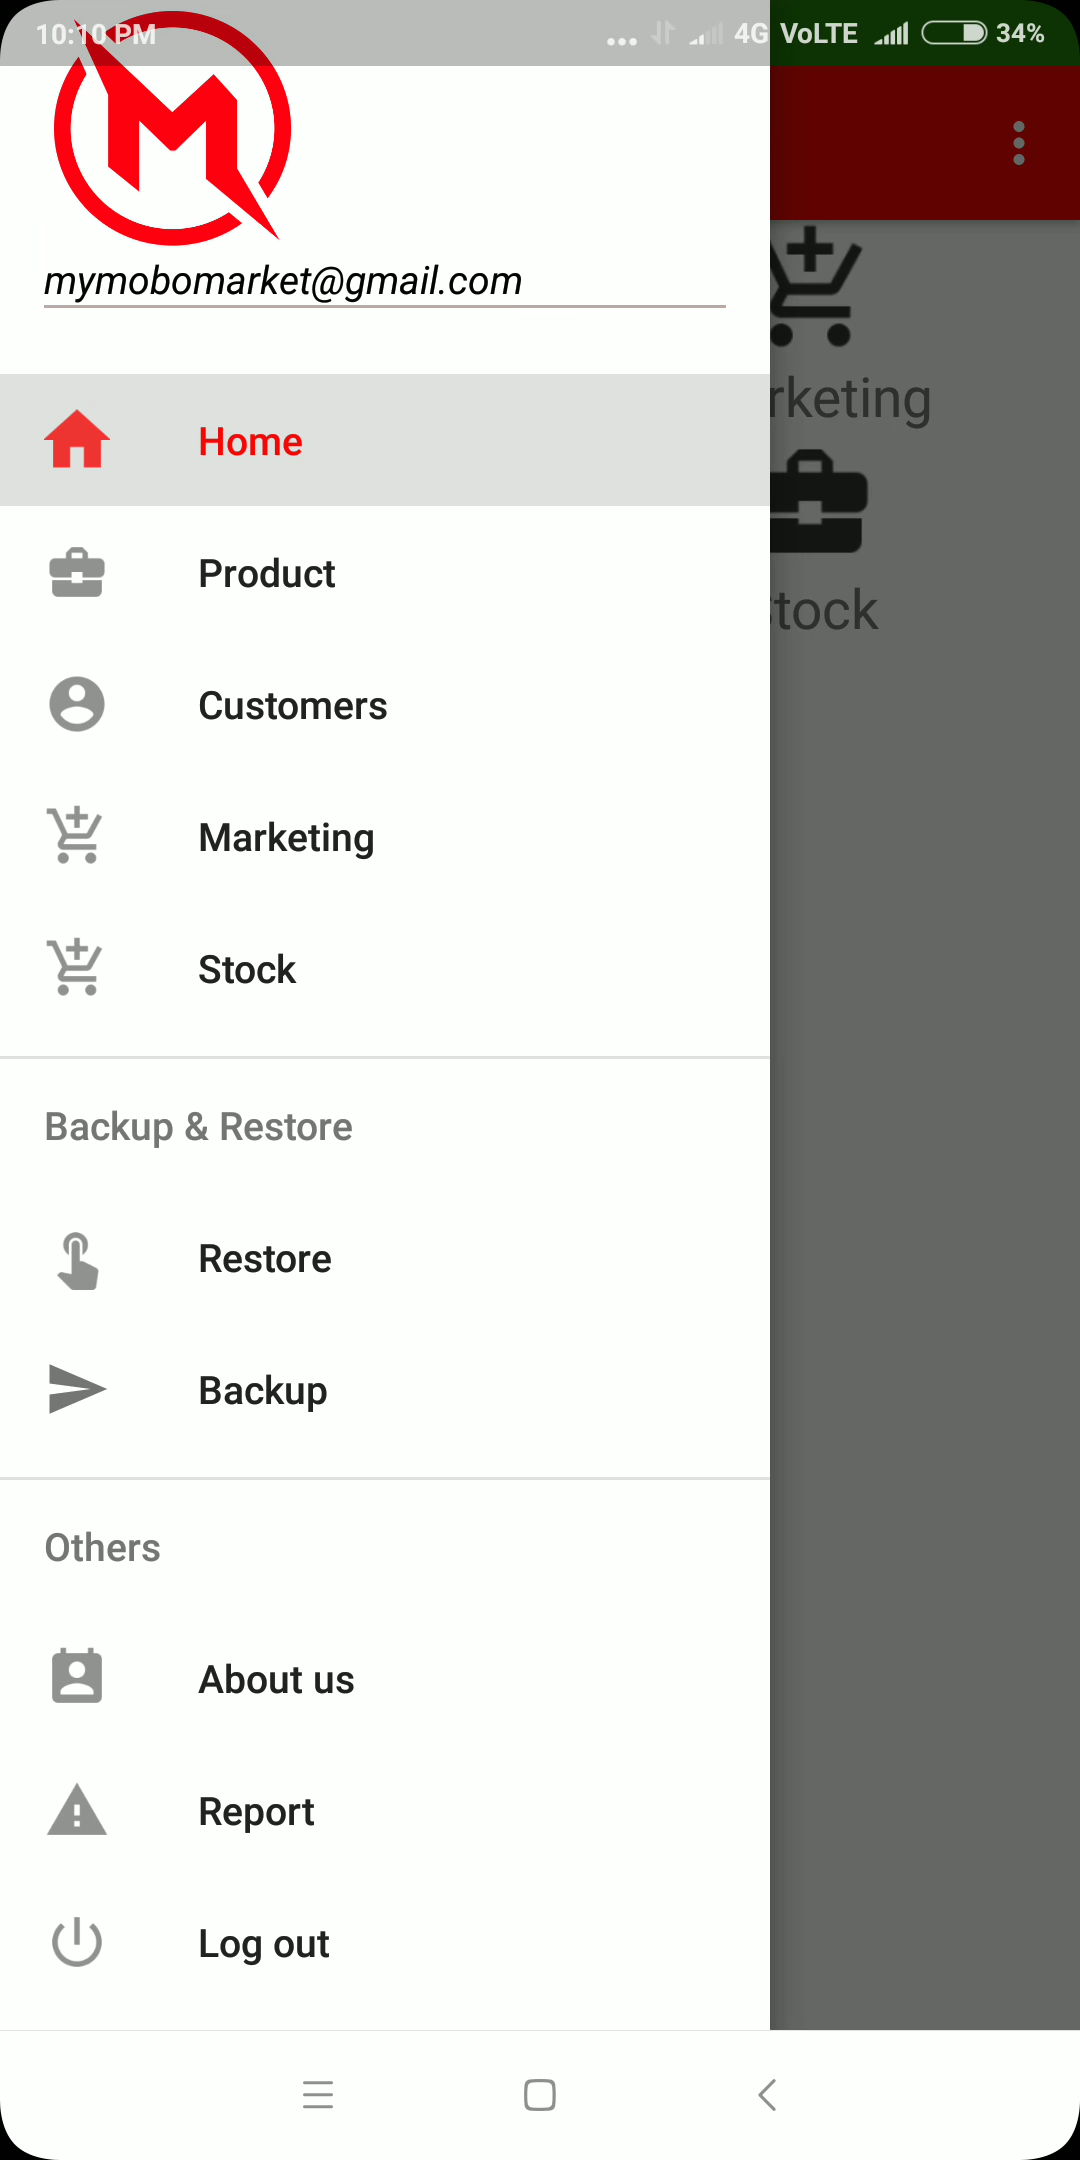 10:10 PM
4G VoLTE 34%
mymobomarket@gmail.com
Home
rketing
Product
tock
Customers
Marketing
Stock
Backup & Restore
Restore
Backup
Others
About us
Report
Log out